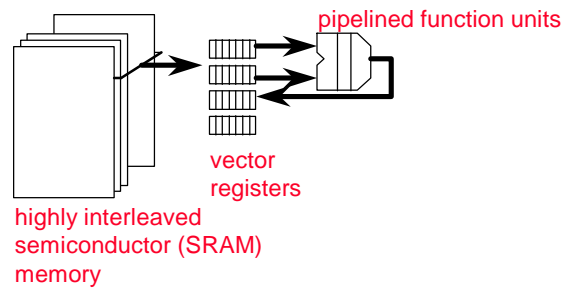 pipelined function units
vector
registers
highly interleaved
semiconductor (SRAM)
memory